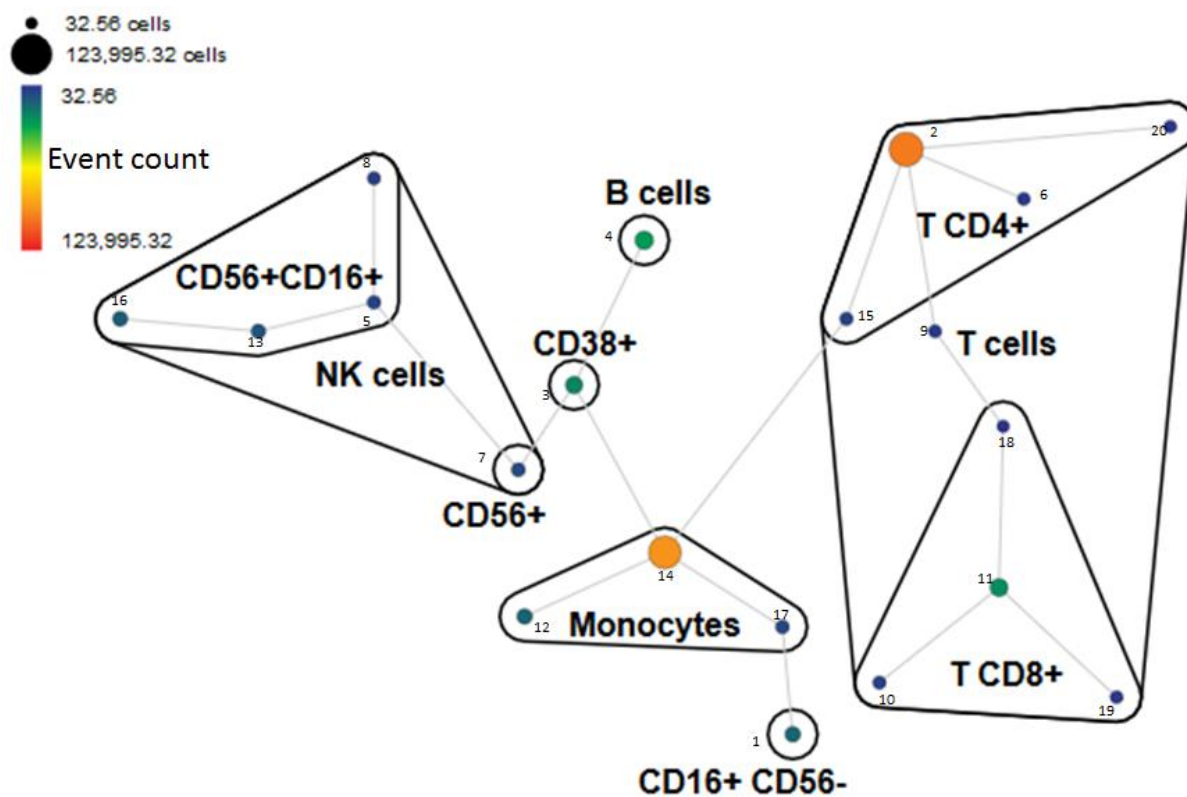 32.56 cells
123,995.32 cells
32.56
Event count
123,995.32
8
2
20
B cells
6
4
T CD4+
CD56+CD16+
16
15
5
13
9
CD38+
T cells
NK cells
3
18
7
CD56+
14
11
17
12
Monocytes
T CD8+
10
19
1
CD16+ CD56-